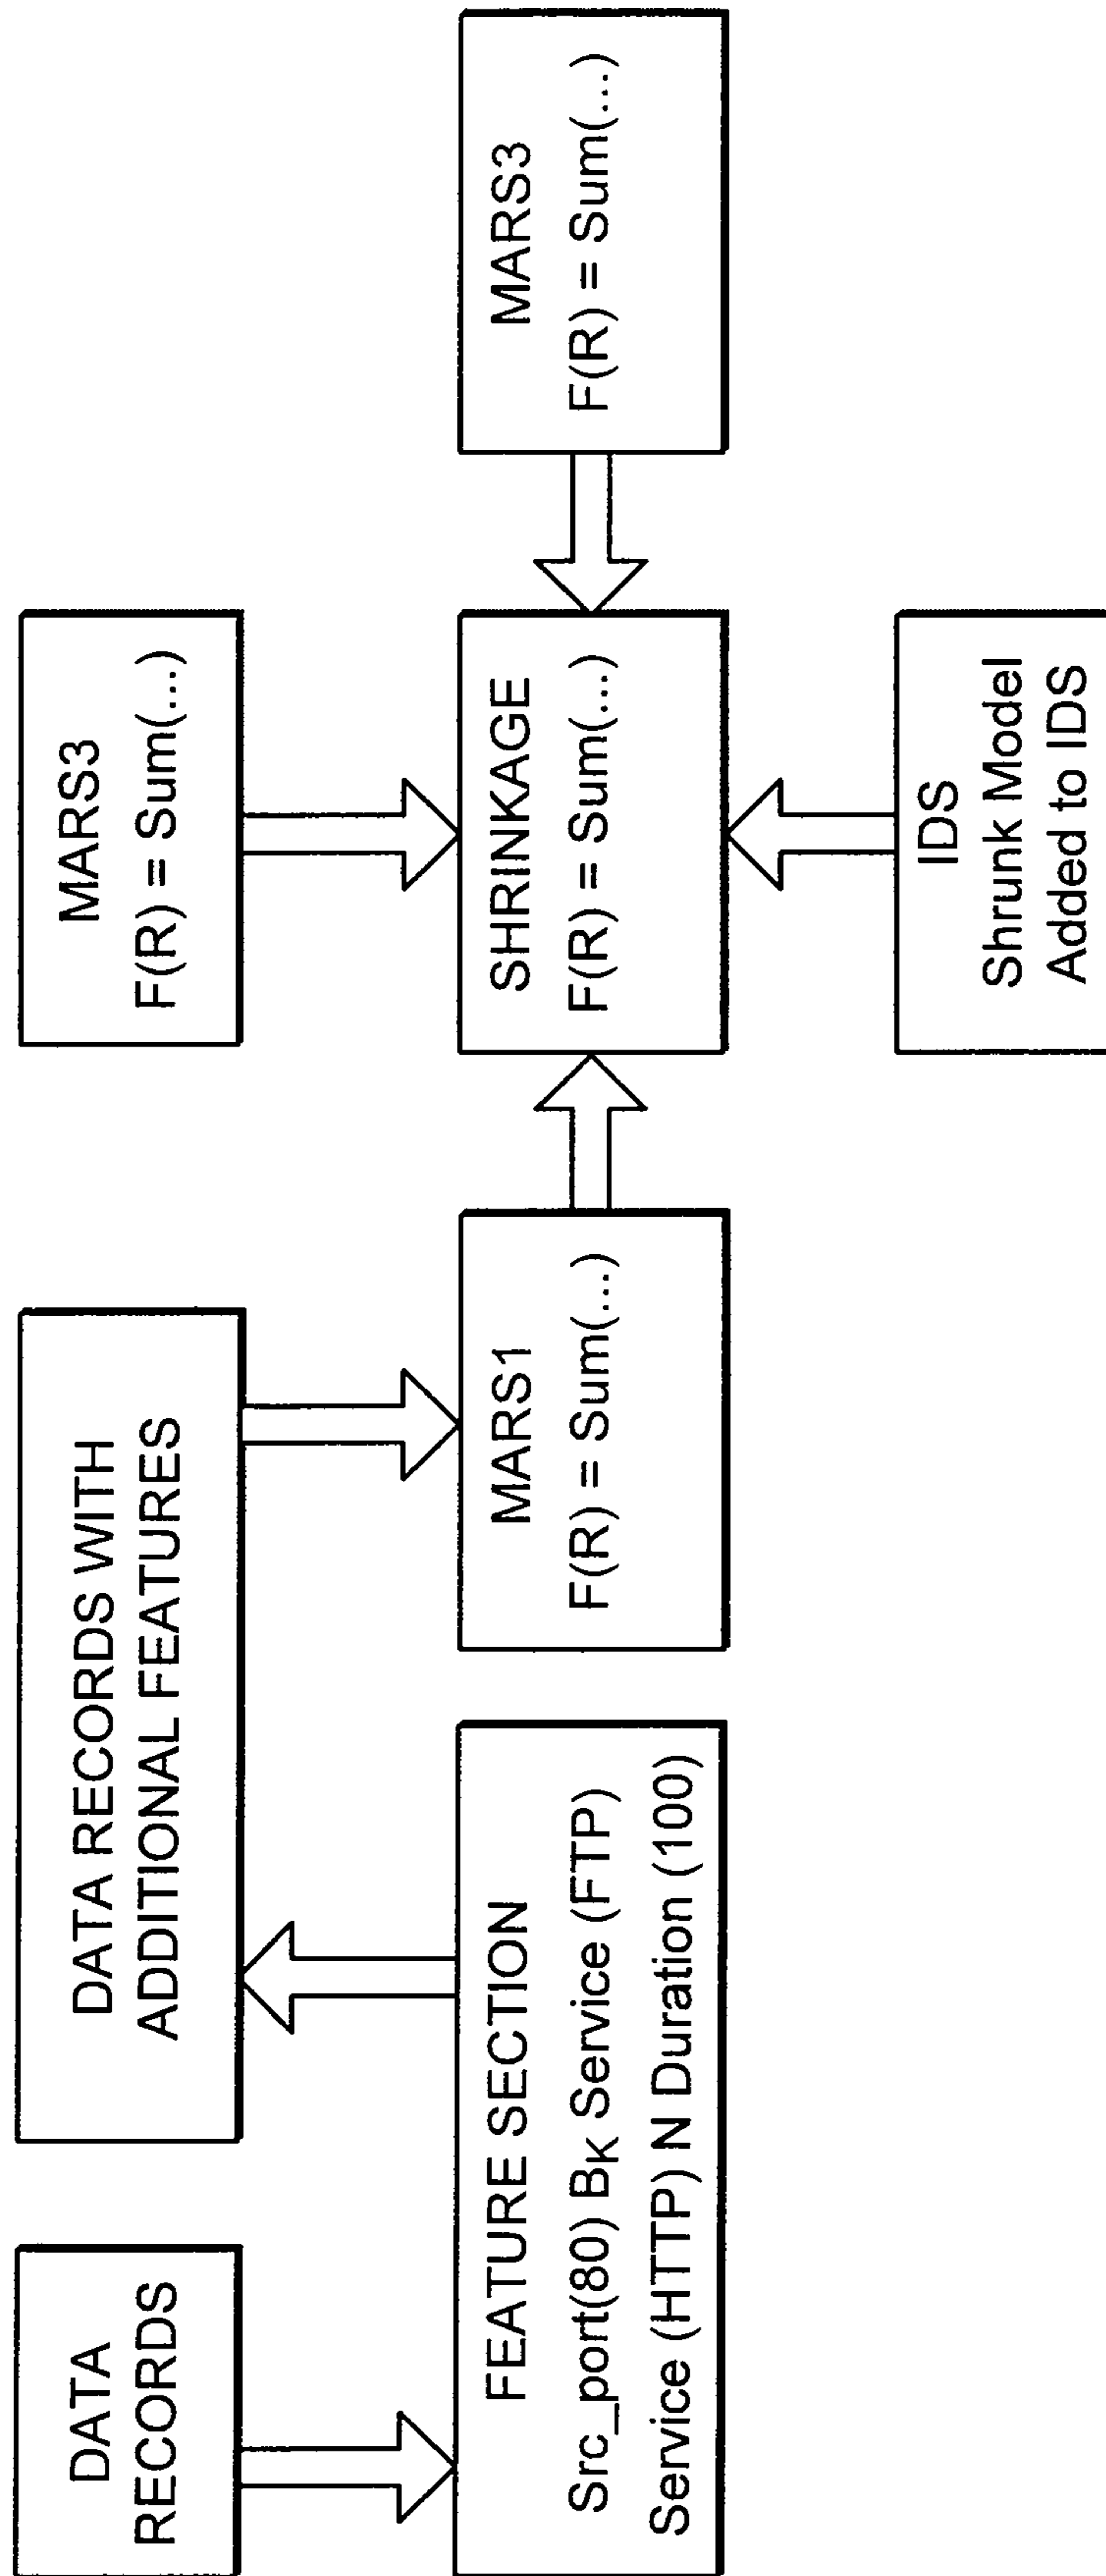 DATA
RECORDS
FEATURE SECTION
Src_port(80) BK Service (FTP)
Service (HTTP) N Duration (100)
DATA RECORDS WITH
ADDITIONAL FEATURES
MARS1
F(R) = Sum(...)
MARS3
F(R) = Sum(...)
SHRINKAGE
F(R) = Sum(...)
IDS
Shrunk Model
Added to IDS
MARS3
F(R) = Sum(...)